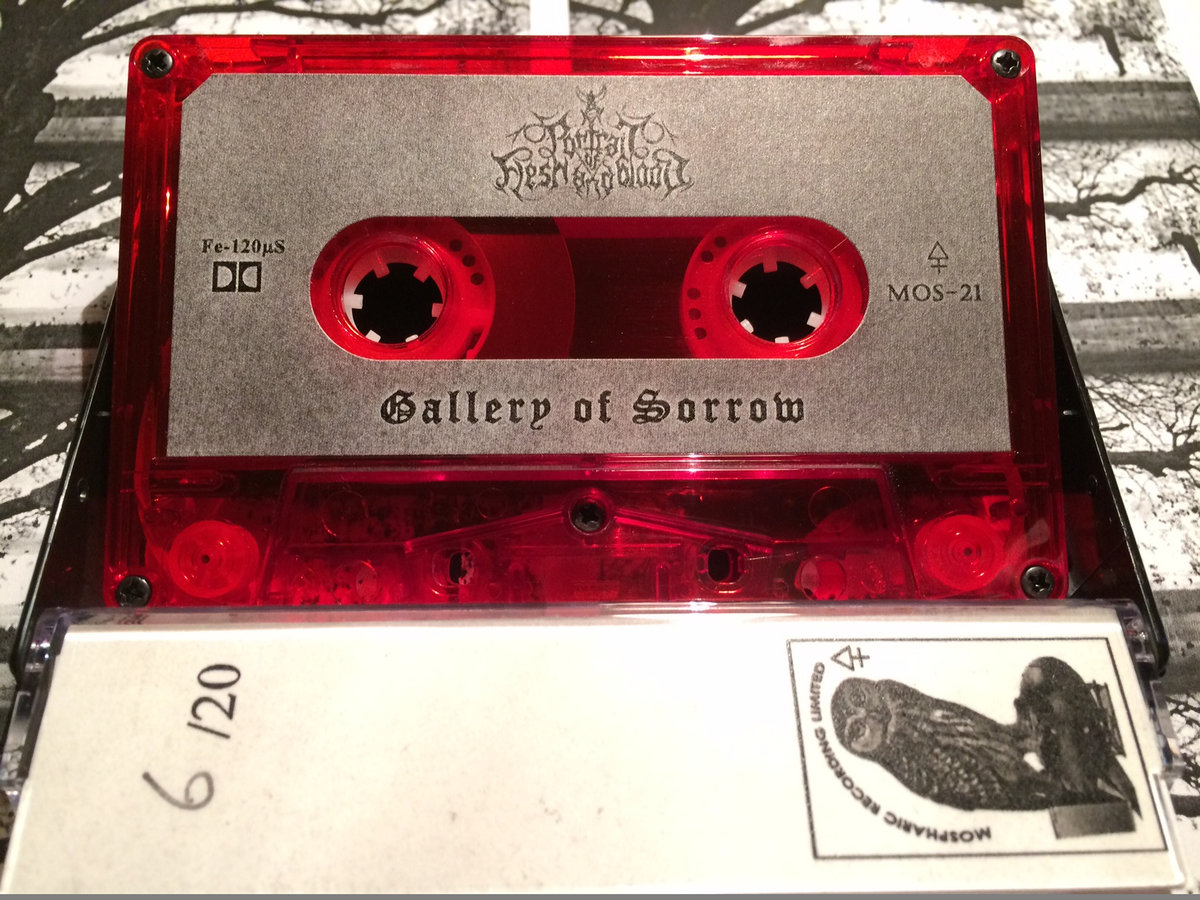 A
Portrait
of
Flesh and Blood
Fe-120µS
MOS-21
Gallery of Sorrow
6 /20
MOSPHARIC RECORDING LIMITED